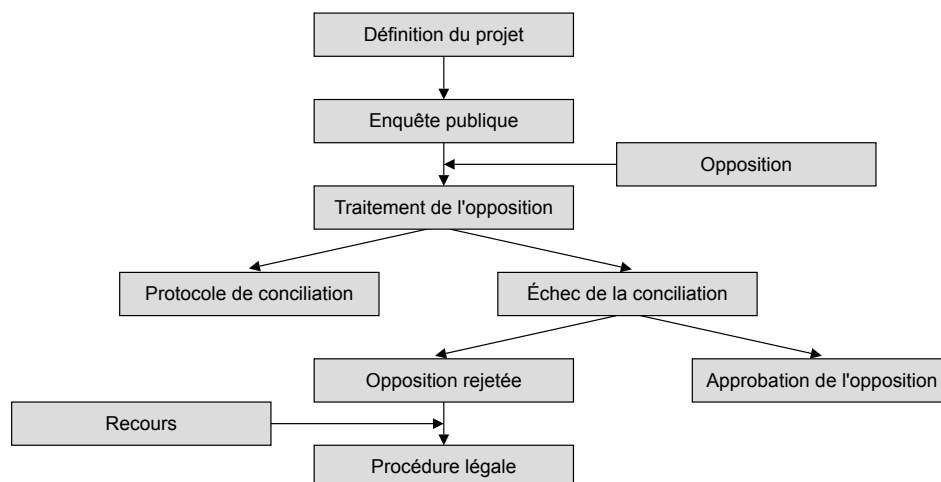 Définition du projet
Enquête publique
Opposition
Traitement de l'opposition
Protocole de conciliation
Échec de la conciliation
Opposition rejetée
Approbation de l'opposition
Recours
Procédure légale